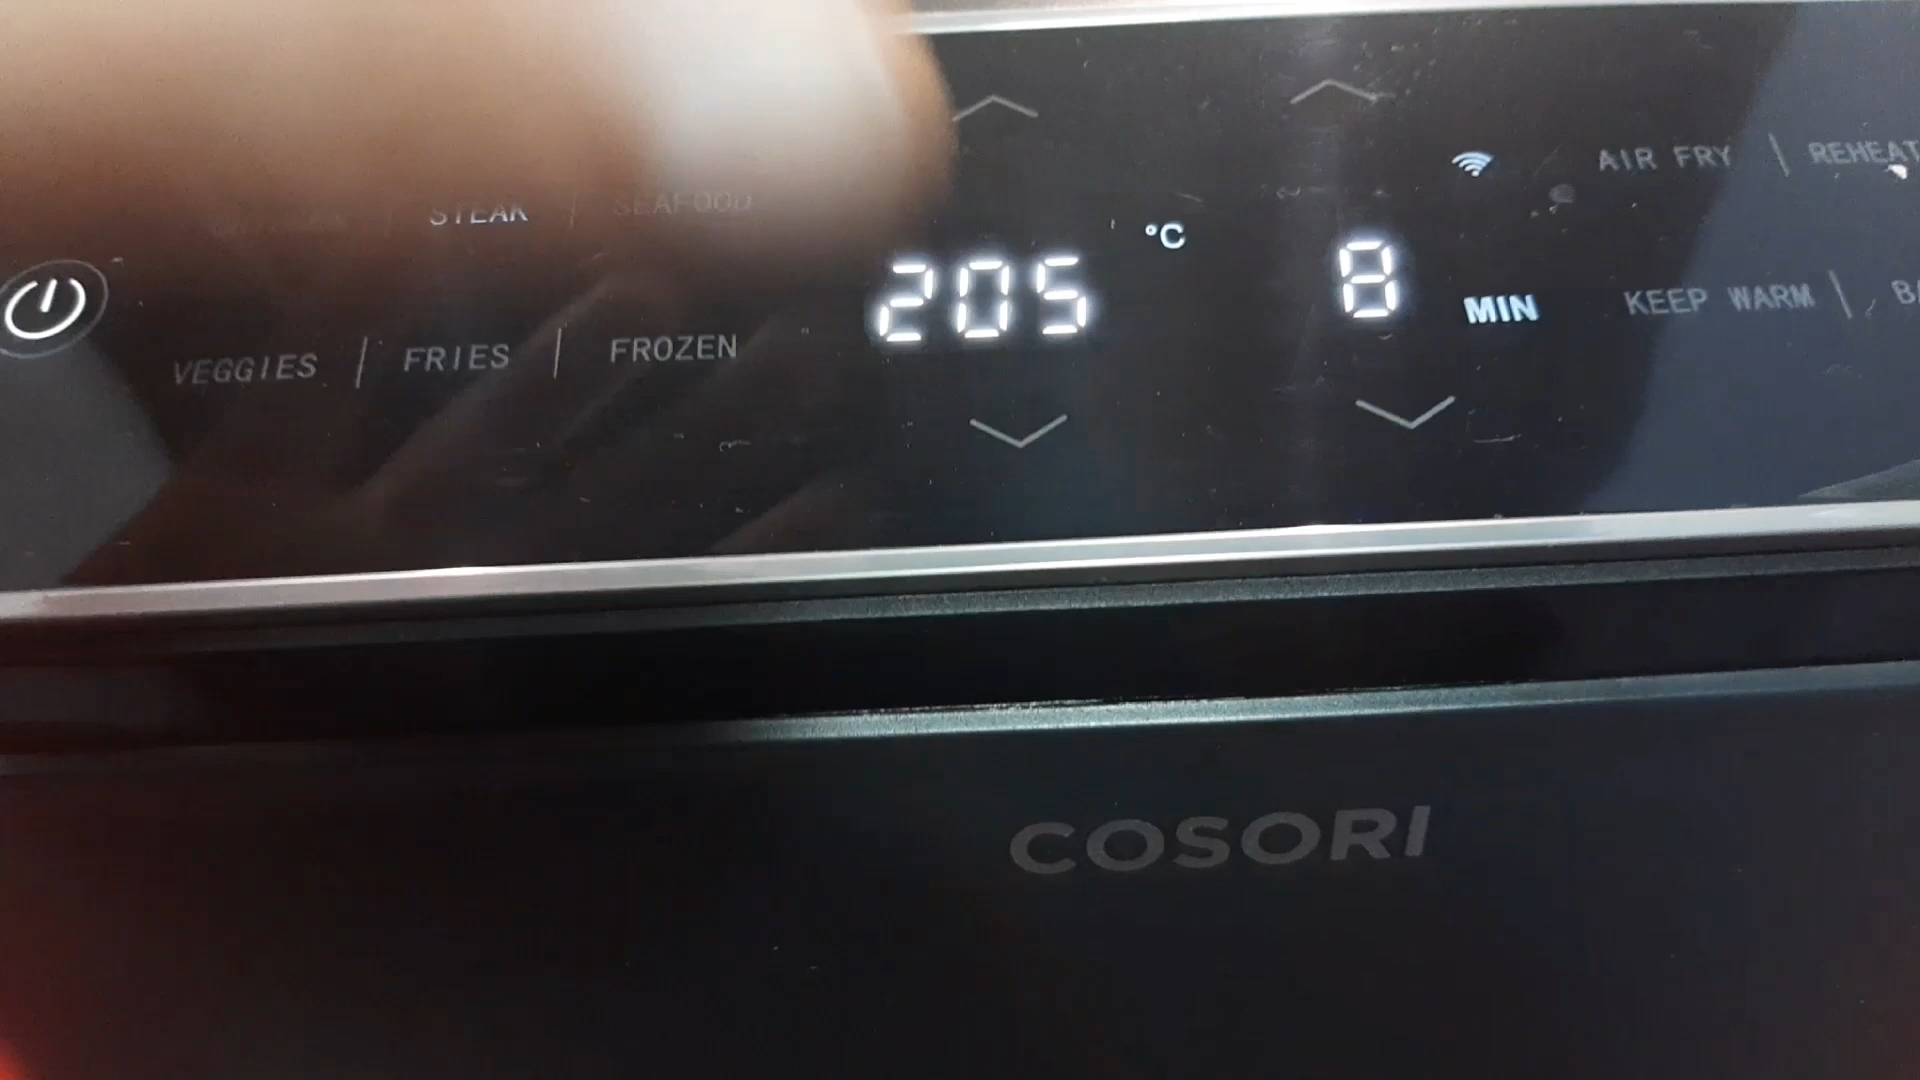 AIR FRY | REHEAT
STEAK | SEAFOOD
°C
205 8 MIN
KEEP WARM |
VEGGIES | FRIES | FROZEN
COSORI